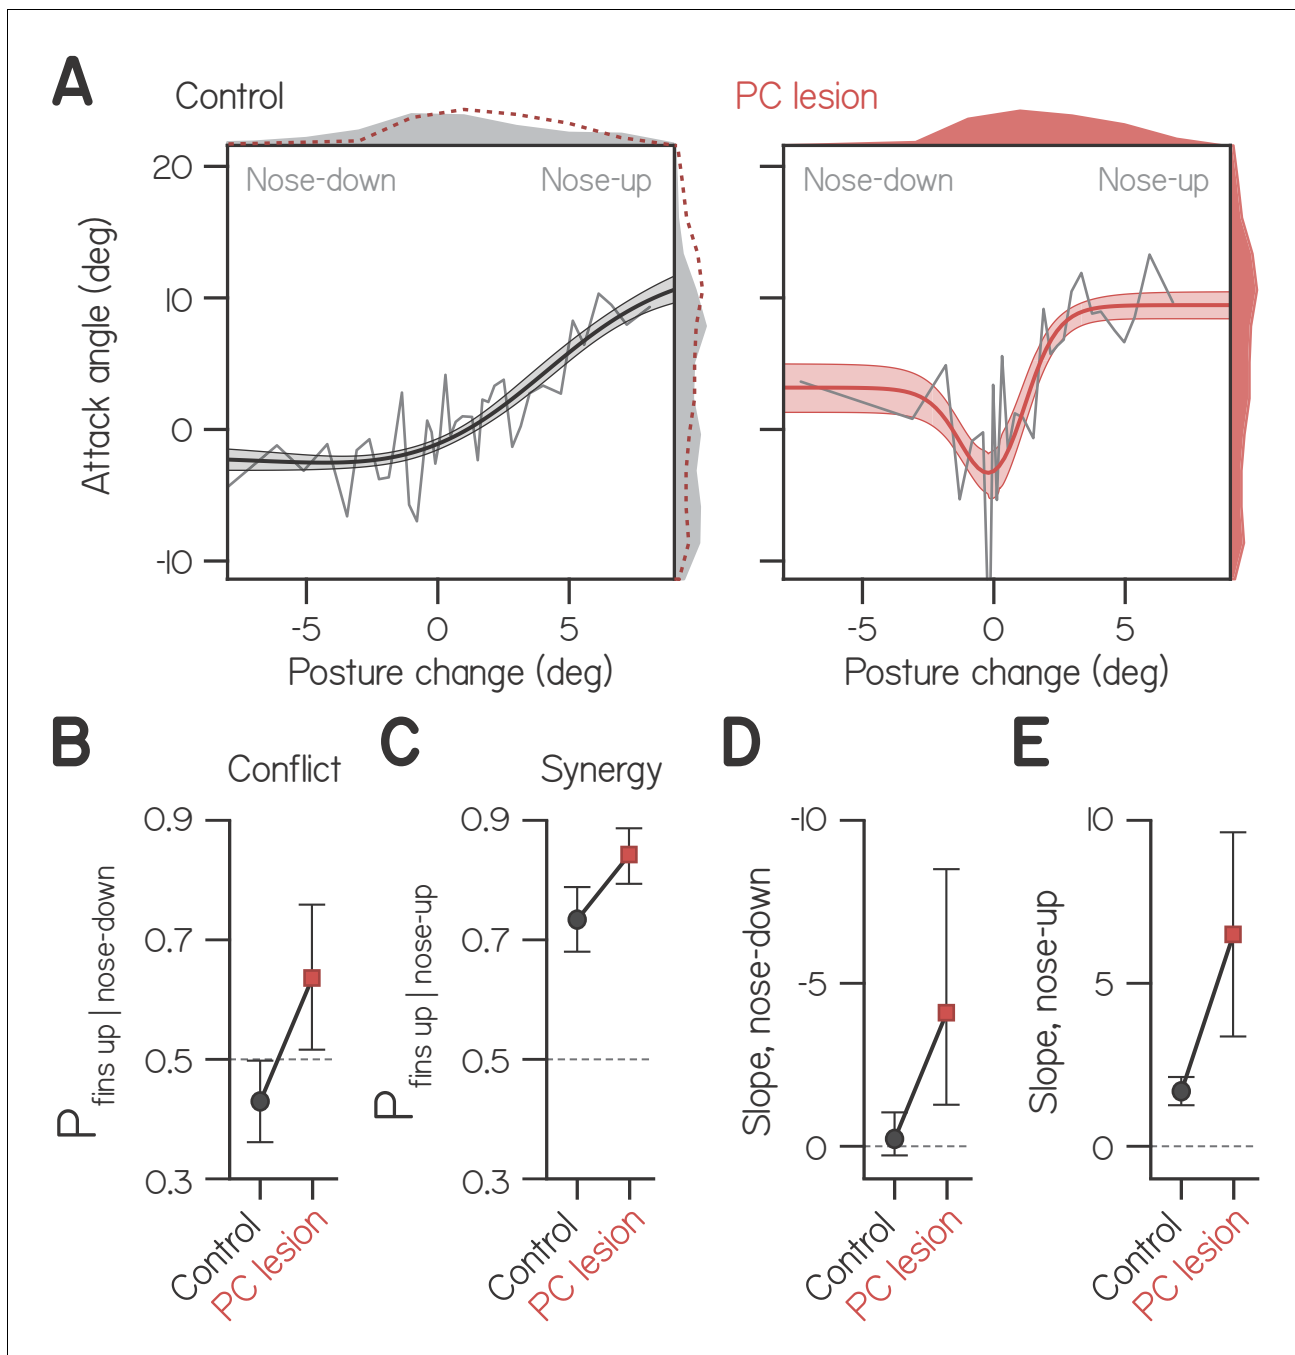 A
Control
PC lesion
Nose-down Nose-up
Nose-down Nose-up
Attack angle (deg)
20
10
0
-10
-5 0 5
-5 0 5
Posture change (deg)
Posture change (deg)
B
Conflict
P fins up | nose-down
0.9
0.7
0.5
0.3
Control
PC lesion
C
Synergy
P fins up | nose-up
0.9
0.7
0.5
0.3
Control
PC lesion
D
Slope, nose-down
-10
-5
0
Control
PC lesion
E
Slope, nose-up
10
5
0
Control
PC lesion